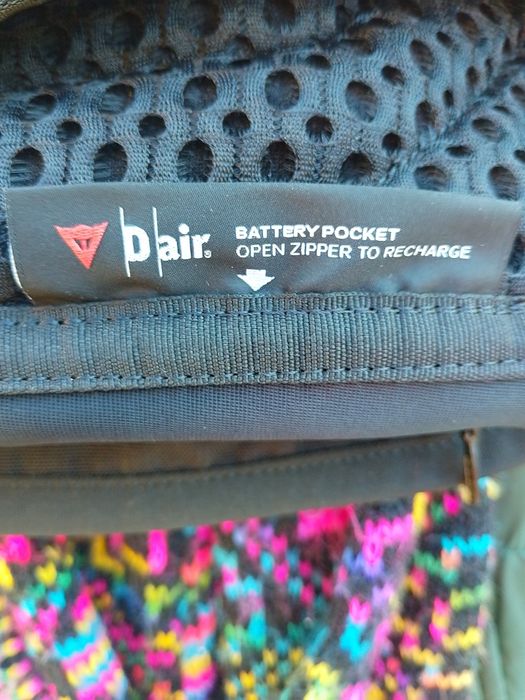 D|air®
BATTERY POCKET
OPEN ZIPPER TO RECHARGE